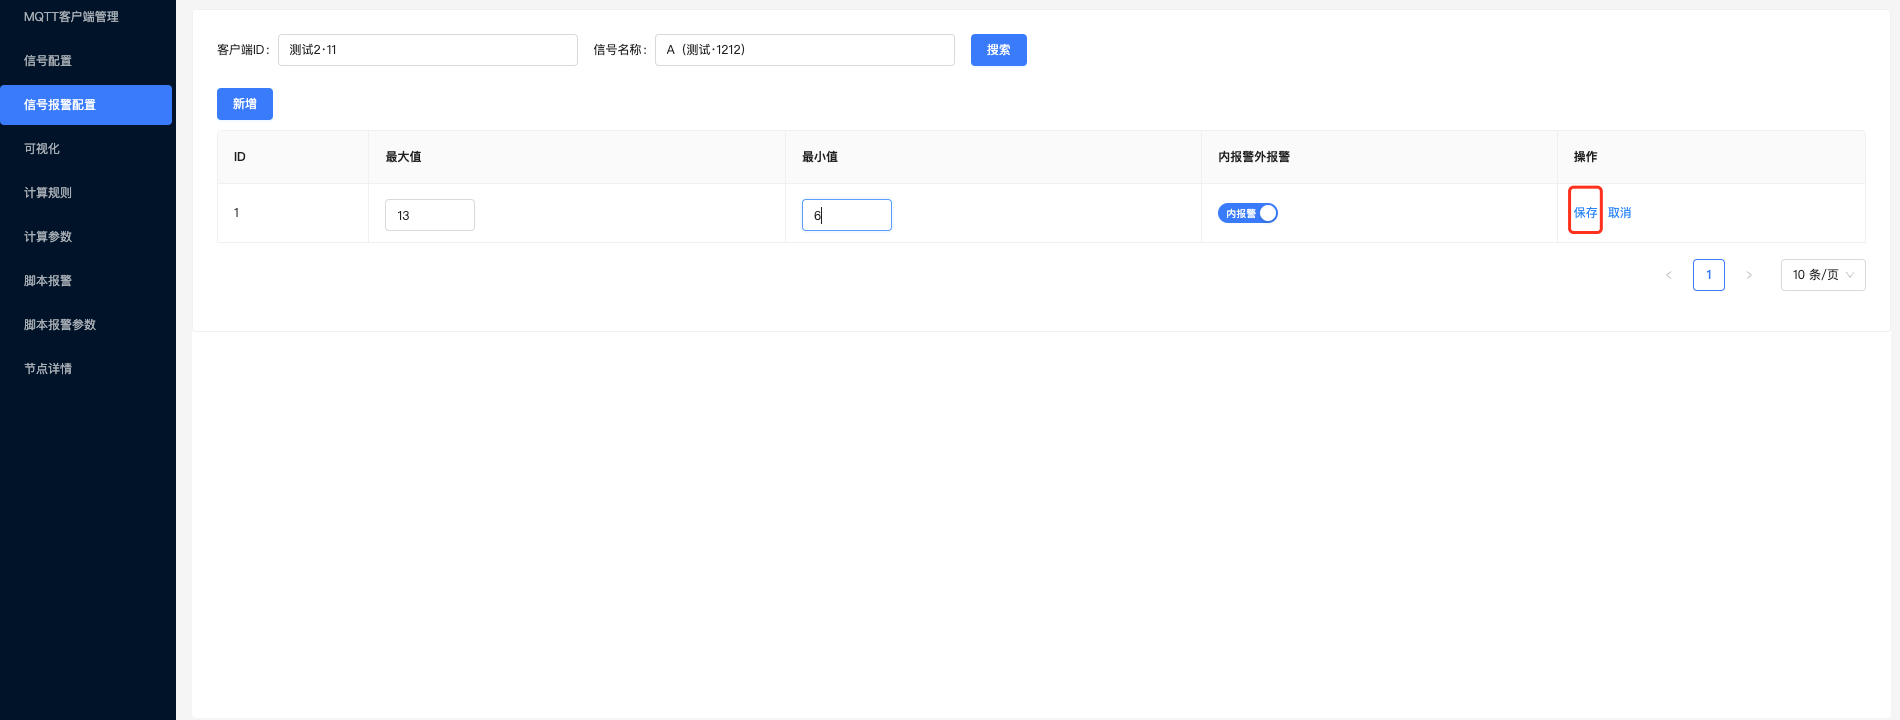 MQTT客户端管理
信号配置
信号报警配置
可视化
计算规则
计算参数
脚本报警
脚本报警参数
节点详情
客户端ID: 测试2·11 信号名称: A（测试·1212） 搜索
新增
ID 最大值 最小值 内报警外报警 操作
1 13 6 内报警 保存 取消
< 1 > 10 条/页